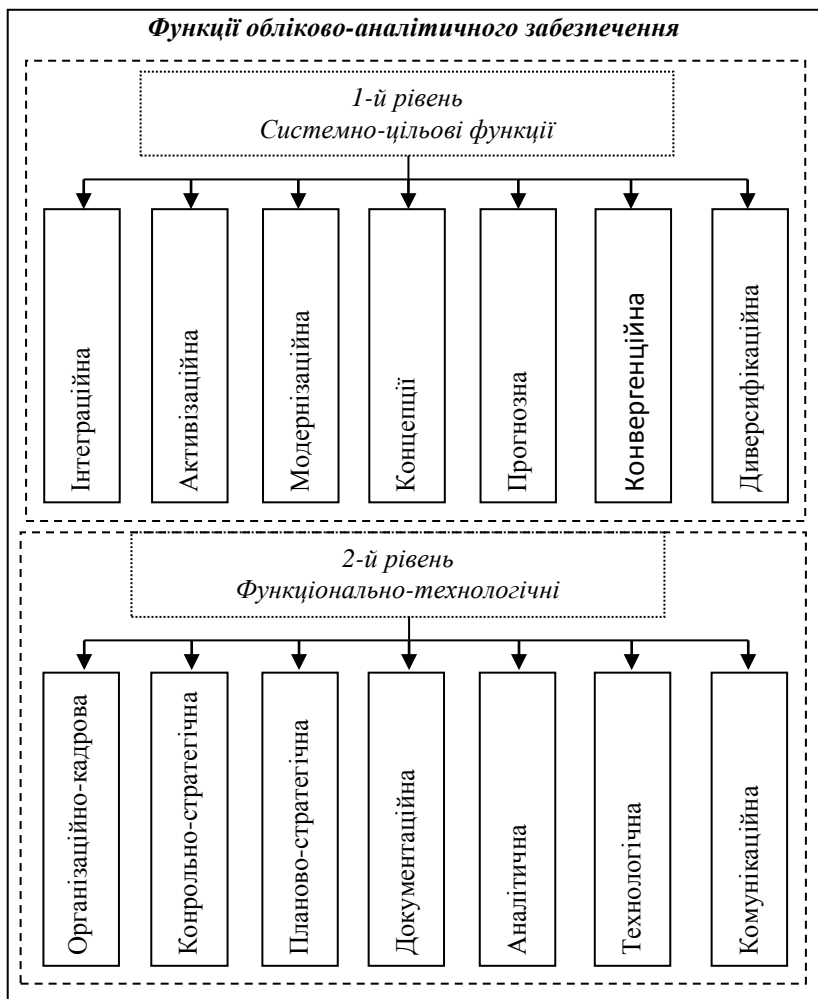 Функції обліково-аналітичного забезпечення
1-й рівень
Системно-цільові функції
Інтеграційна
Активізаційна
Модернізаційна
Концепції
Прогнозна
Конвергенційна
Диверсифікаційна
2-й рівень
Функціонально-технологічні
Організаційно-кадрова
Конрольно-стратегічна
Планово-стратегічна
Документаційна
Аналітична
Технологічна
Комунікаційна